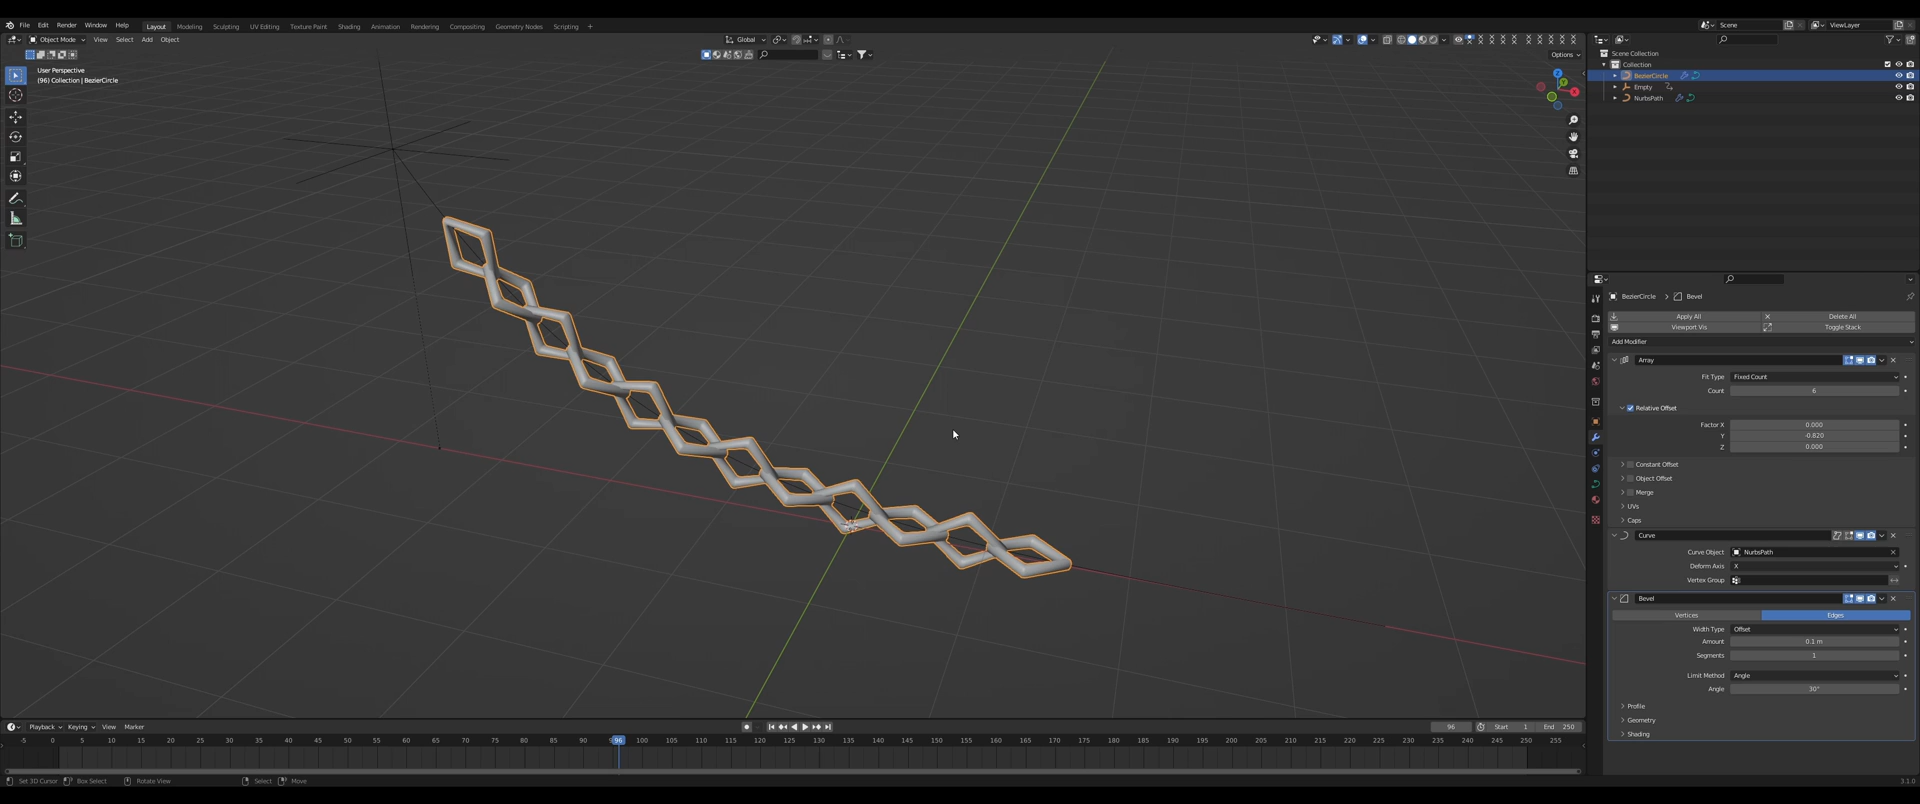 File Edit Render Window Help Layout Modeling Sculpting UV Editing Texture Paint Shading Animation Rendering Compositing Geometry Nodes Scripting + Scene ViewLayer
Object Mode View Select Add Object Global
Options
User Perspective
(96) Collection | BezierCircle
Z
Y
X
Scene Collection
Collection
BezierCircle
Empty
NurbsPath
BezierCircle > Bevel
Apply All Delete All
Viewport Vis Toggle Stack
Add Modifier
Array
Fit Type Fixed Count
Count 6
Relative Offset
Factor X 0.000
Y -0.820
Z 0.000
Constant Offset
Object Offset
Merge
UVs
Caps
Curve
Curve Object NurbsPath
Deform Axis X
Vertex Group
Bevel
Vertices Edges
Width Type Offset
Amount 0.1 m
Segments 1
Limit Method Angle
Angle 30°
Profile
Geometry
Shading
Playback Keying View Marker 96 Start 1 End 250
-5 0 5 10 15 20 25 30 35 40 45 50 55 60 65 70 75 80 85 90 96 100 105 110 115 120 125 130 135 140 145 150 155 160 165 170 175 180 185 190 195 200 205 210 215 220 225 230 235 240 245 250 255
Set 3D Cursor Box Select Rotate View Select Move 3.1.0